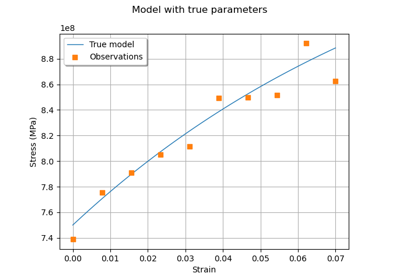 Model with true parameters
1e8
True model
Observations
8.8
8.6
8.4
8.2
8.0
7.8
7.6
7.4
Stress (MPa)
0.00 0.01 0.02 0.03 0.04 0.05 0.06 0.07
Strain